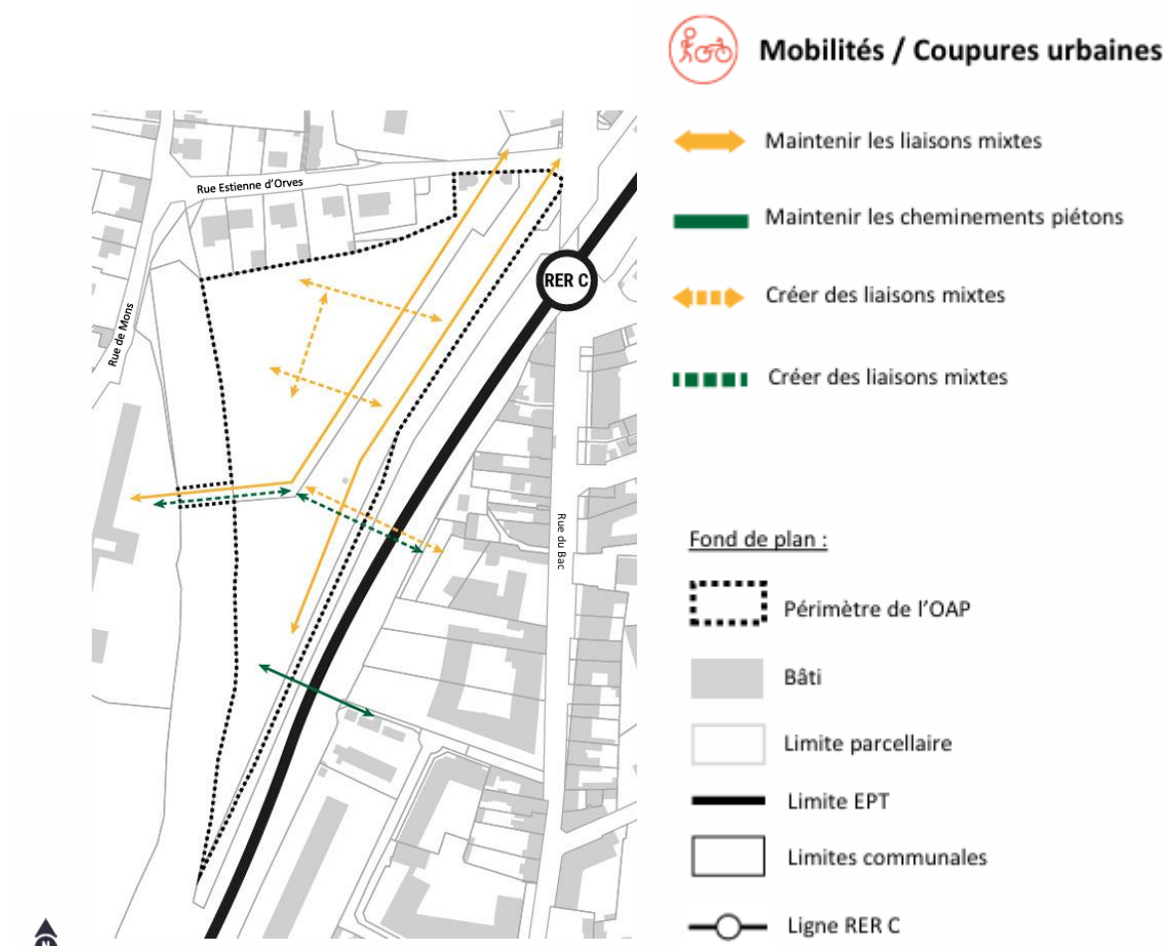 Mobilités / Coupures urbaines
Maintenir les liaisons mixtes
Maintenir les cheminements piétons
Créer des liaisons mixtes
Créer des liaisons mixtes
Fond de plan :
Périmètre de l'OAP
Bâti
Limite parcellaire
Limite EPT
Limites communales
Ligne RER C
Rue Estienne d'Orves
RER C
Rue de Mons
Rue du Bac
N